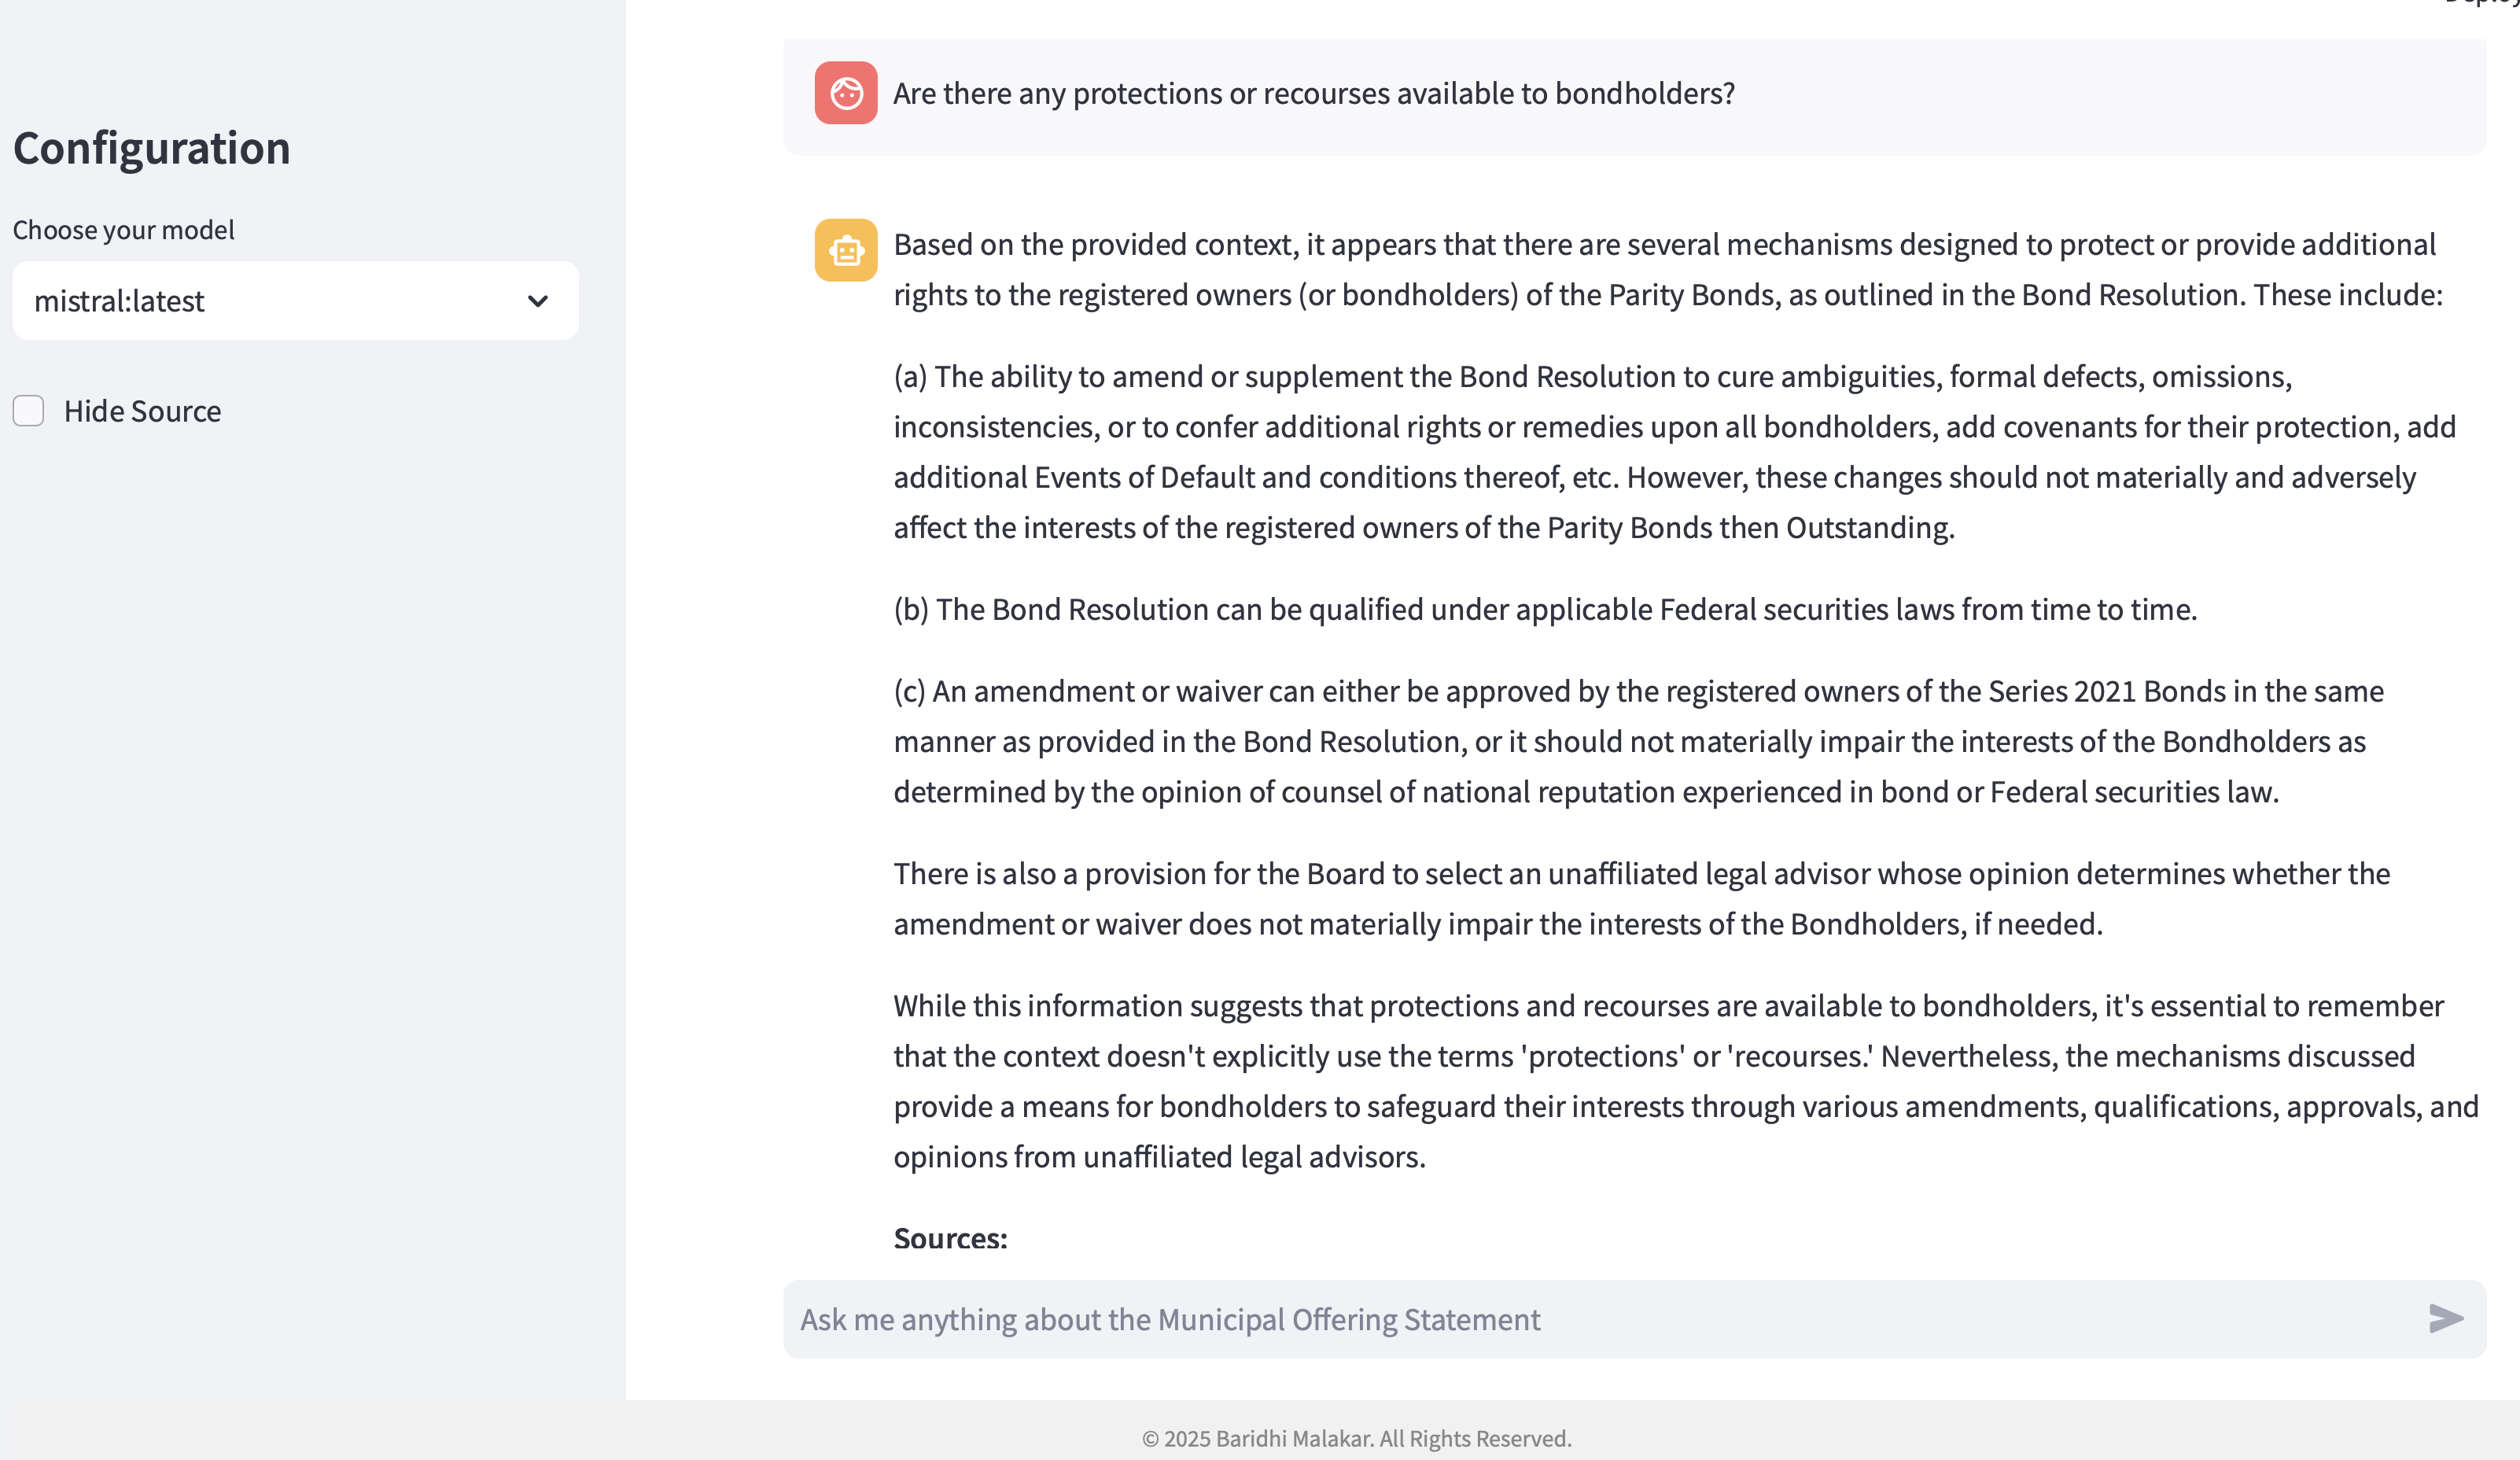 Configuration
Choose your model
mistral:latest
Hide Source
Are there any protections or recourses available to bondholders?
Based on the provided context, it appears that there are several mechanisms designed to protect or provide additional
rights to the registered owners (or bondholders) of the Parity Bonds, as outlined in the Bond Resolution. These include:
(a) The ability to amend or supplement the Bond Resolution to cure ambiguities, formal defects, omissions,
inconsistencies, or to confer additional rights or remedies upon all bondholders, add covenants for their protection, add
additional Events of Default and conditions thereof, etc. However, these changes should not materially and adversely
affect the interests of the registered owners of the Parity Bonds then Outstanding.
(b) The Bond Resolution can be qualified under applicable Federal securities laws from time to time.
(c) An amendment or waiver can either be approved by the registered owners of the Series 2021 Bonds in the same
manner as provided in the Bond Resolution, or it should not materially impair the interests of the Bondholders as
determined by the opinion of counsel of national reputation experienced in bond or Federal securities law.
There is also a provision for the Board to select an unaffiliated legal advisor whose opinion determines whether the
amendment or waiver does not materially impair the interests of the Bondholders, if needed.
While this information suggests that protections and recourses are available to bondholders, it's essential to remember
that the context doesn't explicitly use the terms 'protections' or 'recourses.' Nevertheless, the mechanisms discussed
provide a means for bondholders to safeguard their interests through various amendments, qualifications, approvals, and
opinions from unaffiliated legal advisors.
Sources:
Ask me anything about the Municipal Offering Statement
© 2025 Baridhi Malakar. All Rights Reserved.